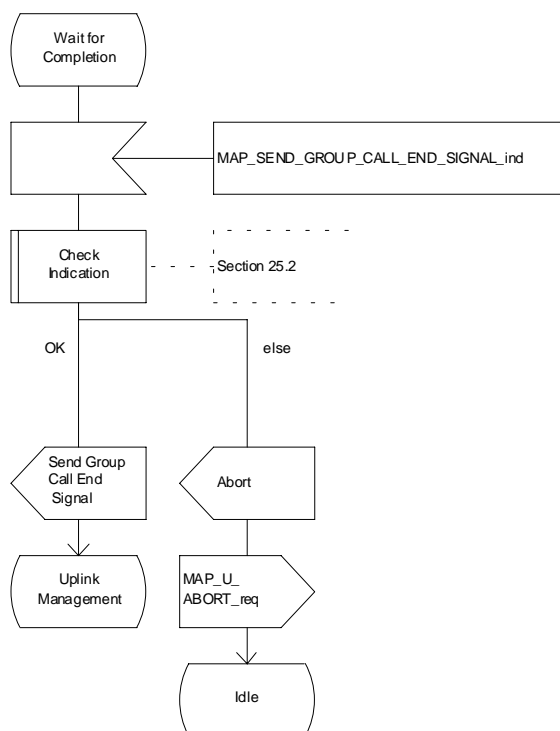 Wait for
Completion
MAP_SEND_GROUP_CALL_END_SIGNAL_ind
Check
Indication
Section 25.2
OK
else
Send Group
Call End
Signal
Abort
Uplink
Management
MAP_U_
ABORT_req
Idle